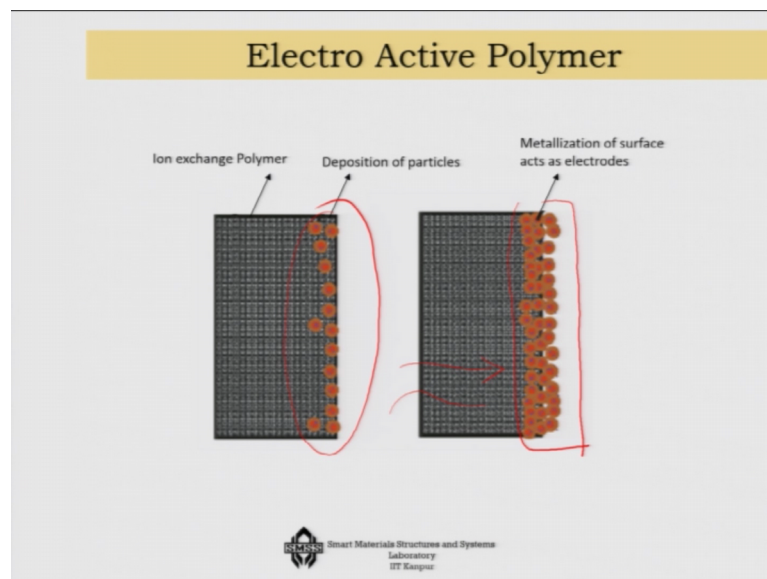 Electro Active Polymer
Ion exchange Polymer
Deposition of particles
Metallization of surface
acts as electrodes
Smart Materials Structures and Systems
Laboratory
IIT Kanpur